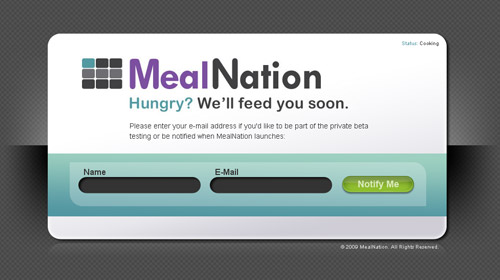 Status: Cooking
MealNation
Hungry? We'll feed you soon.
Please enter your e-mail address if you'd like to be part of the private beta
testing or be notified when MealNation launches:
Name E-Mail
Notify Me
© 2009 MealNation. All Rights Reserved.